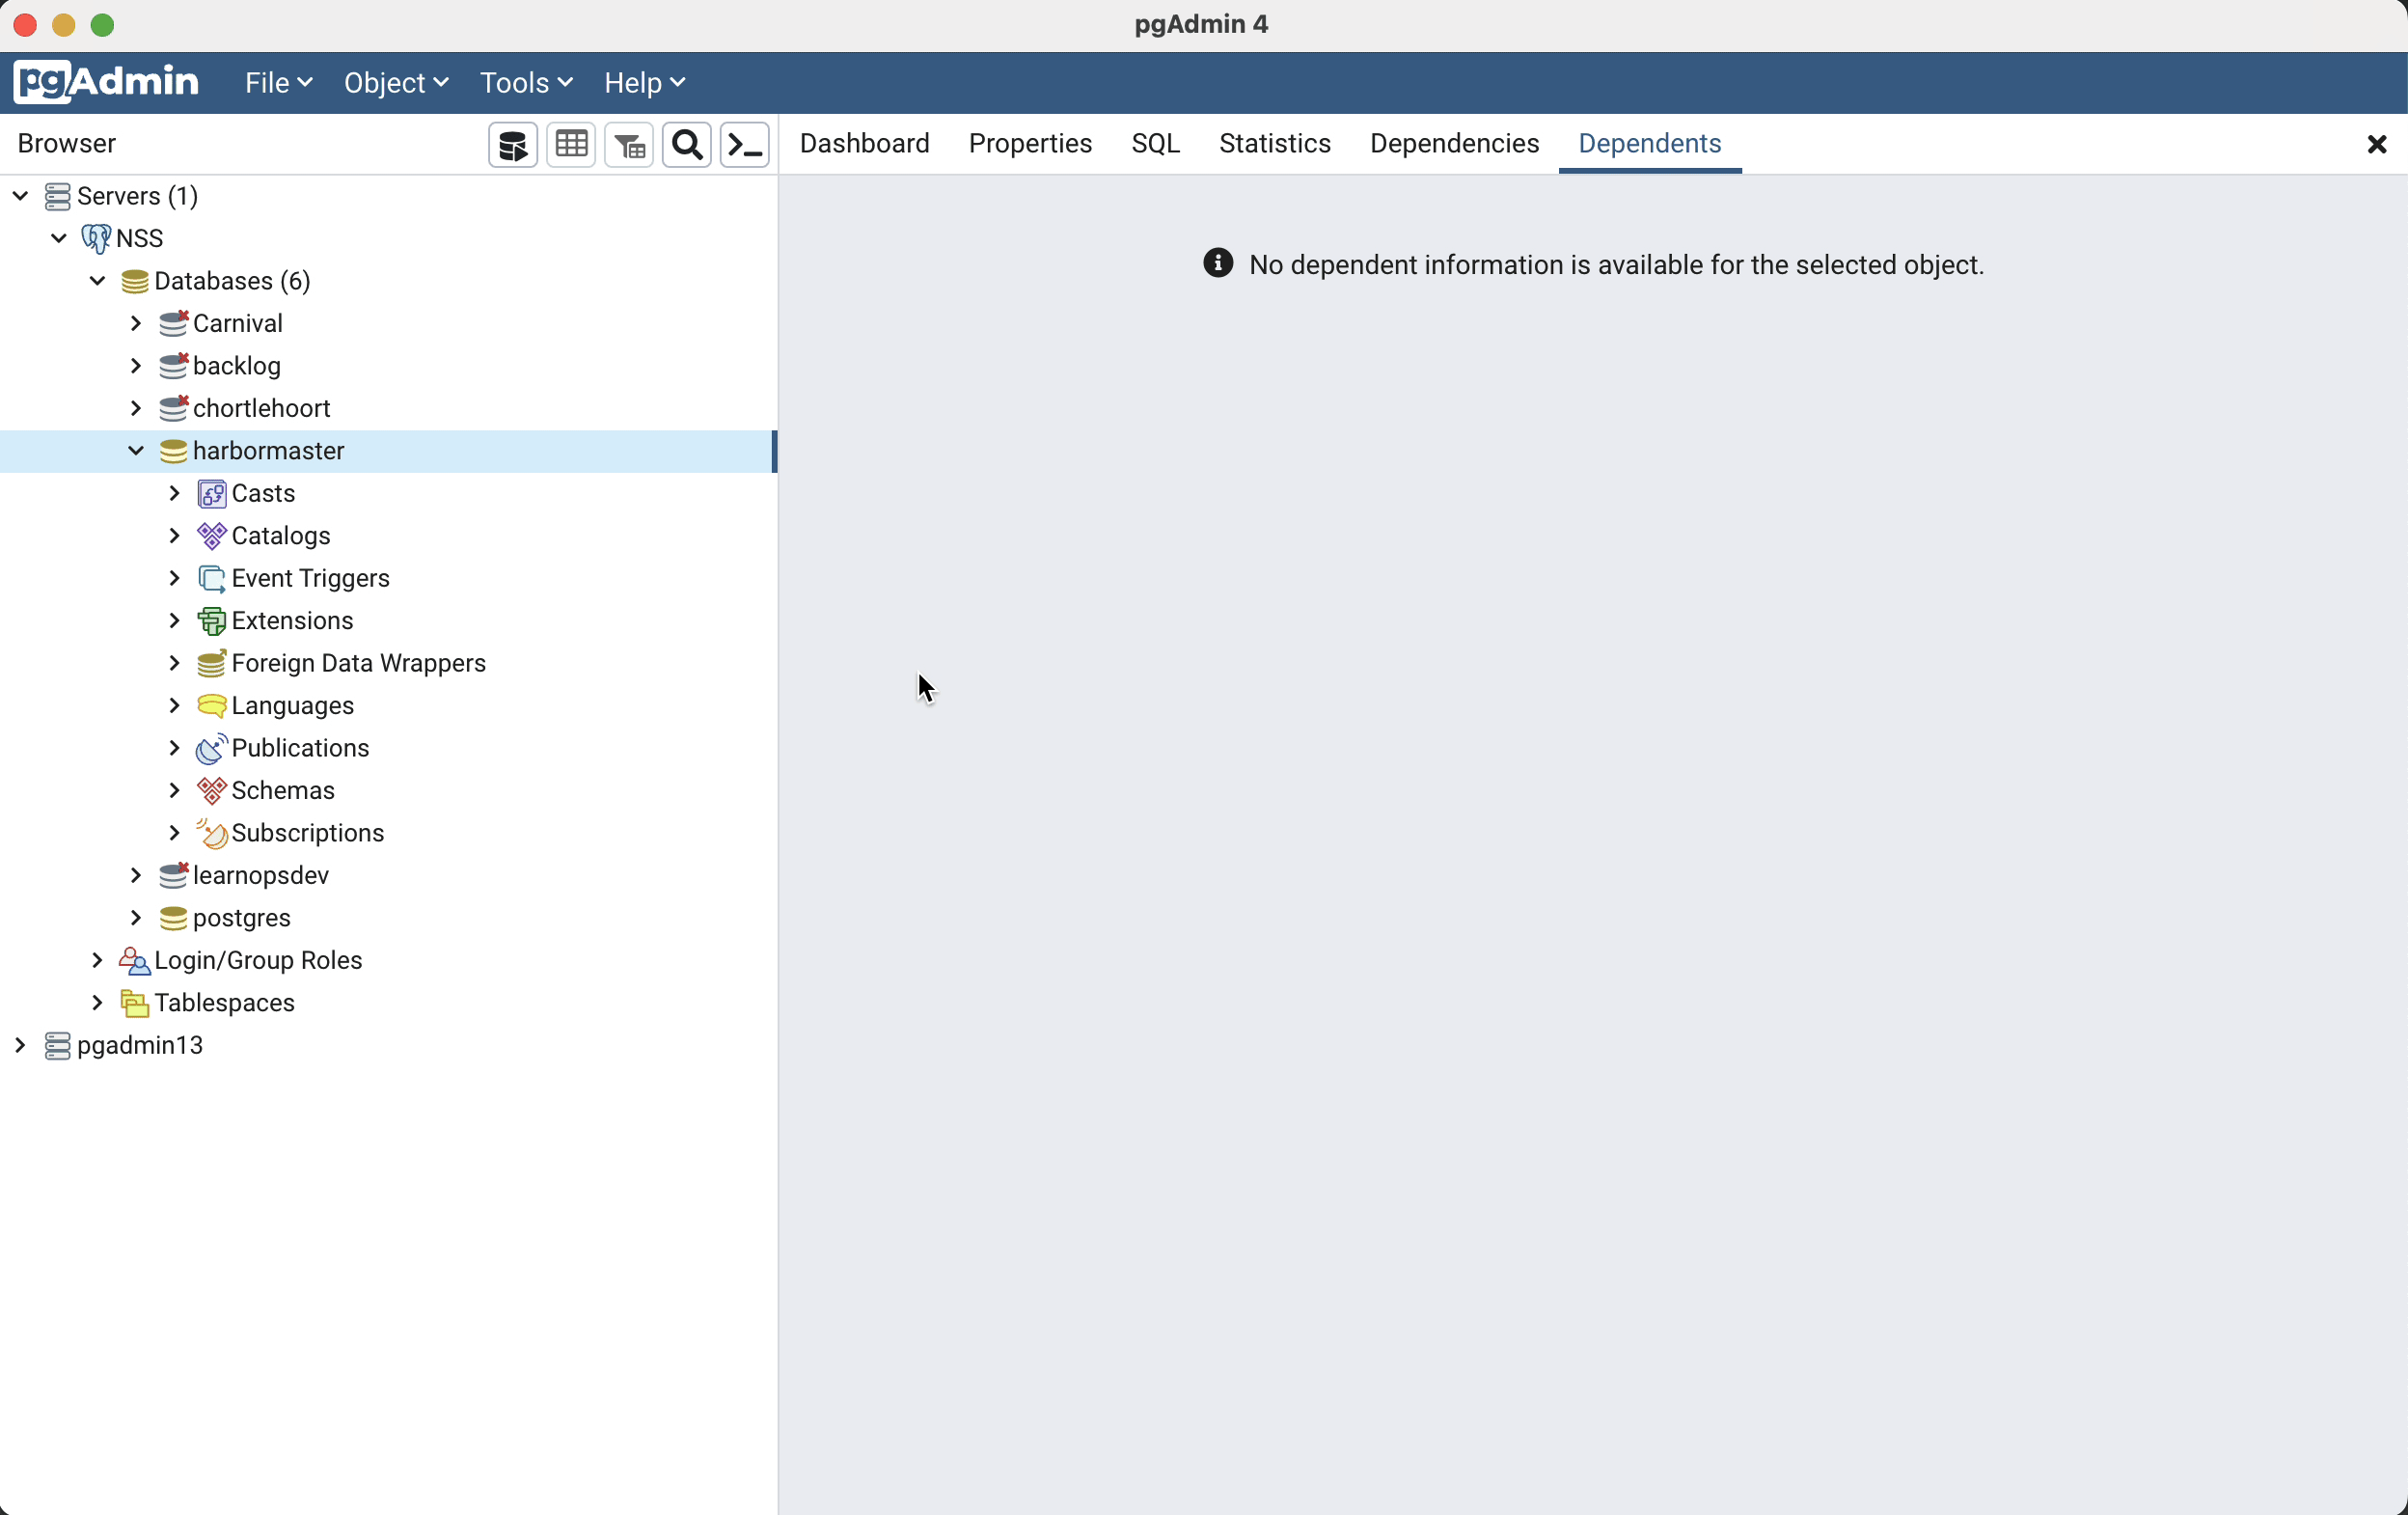 pgAdmin 4
pgAdmin File Object Tools Help
Browser
Dashboard Properties SQL Statistics Dependencies Dependents
Servers (1)
NSS
Databases (6)
Carnival
backlog
chortlehoort
harbormaster
Casts
Catalogs
Event Triggers
Extensions
Foreign Data Wrappers
Languages
Publications
Schemas
Subscriptions
learnopsdev
postgres
Login/Group Roles
Tablespaces
pgadmin13
No dependent information is available for the selected object.